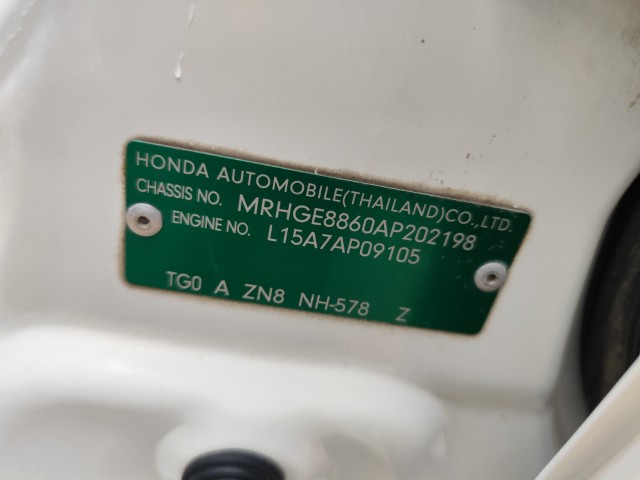 HONDA AUTOMOBILE(THAILAND)CO.,LTD.
CHASSIS NO. MRHGE8860AP202198
ENGINE NO. L15A7AP09105
TG0 A ZN8 NH-578 Z